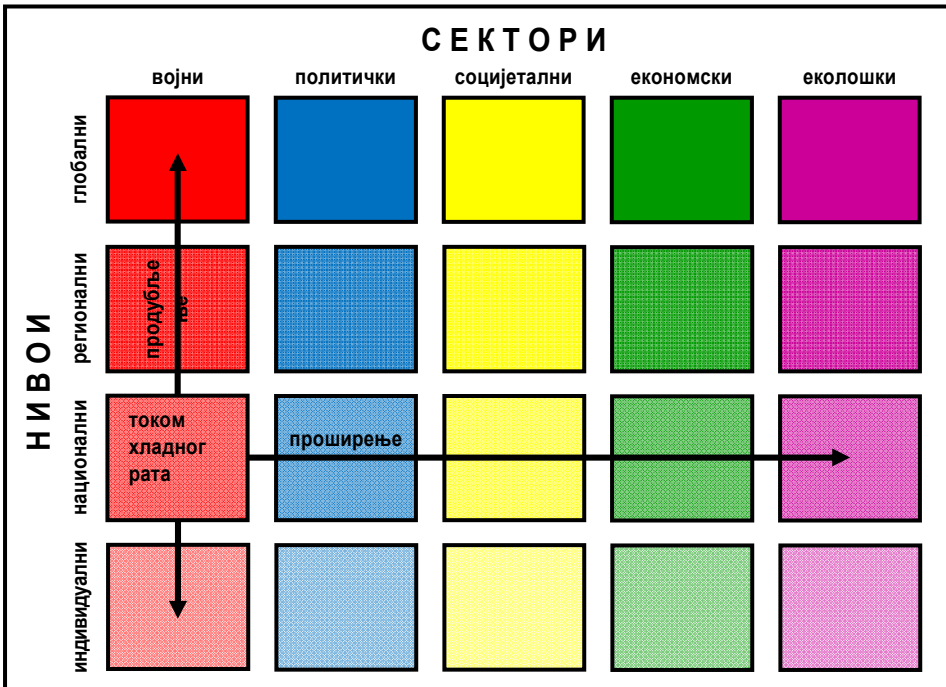 СЕКТОРИ
војни
политички
социјетални
економски
еколошки
НИВОИ
глобални
регионални
национални
индивидуални
продубље
ње
током
хладног
рата
проширење